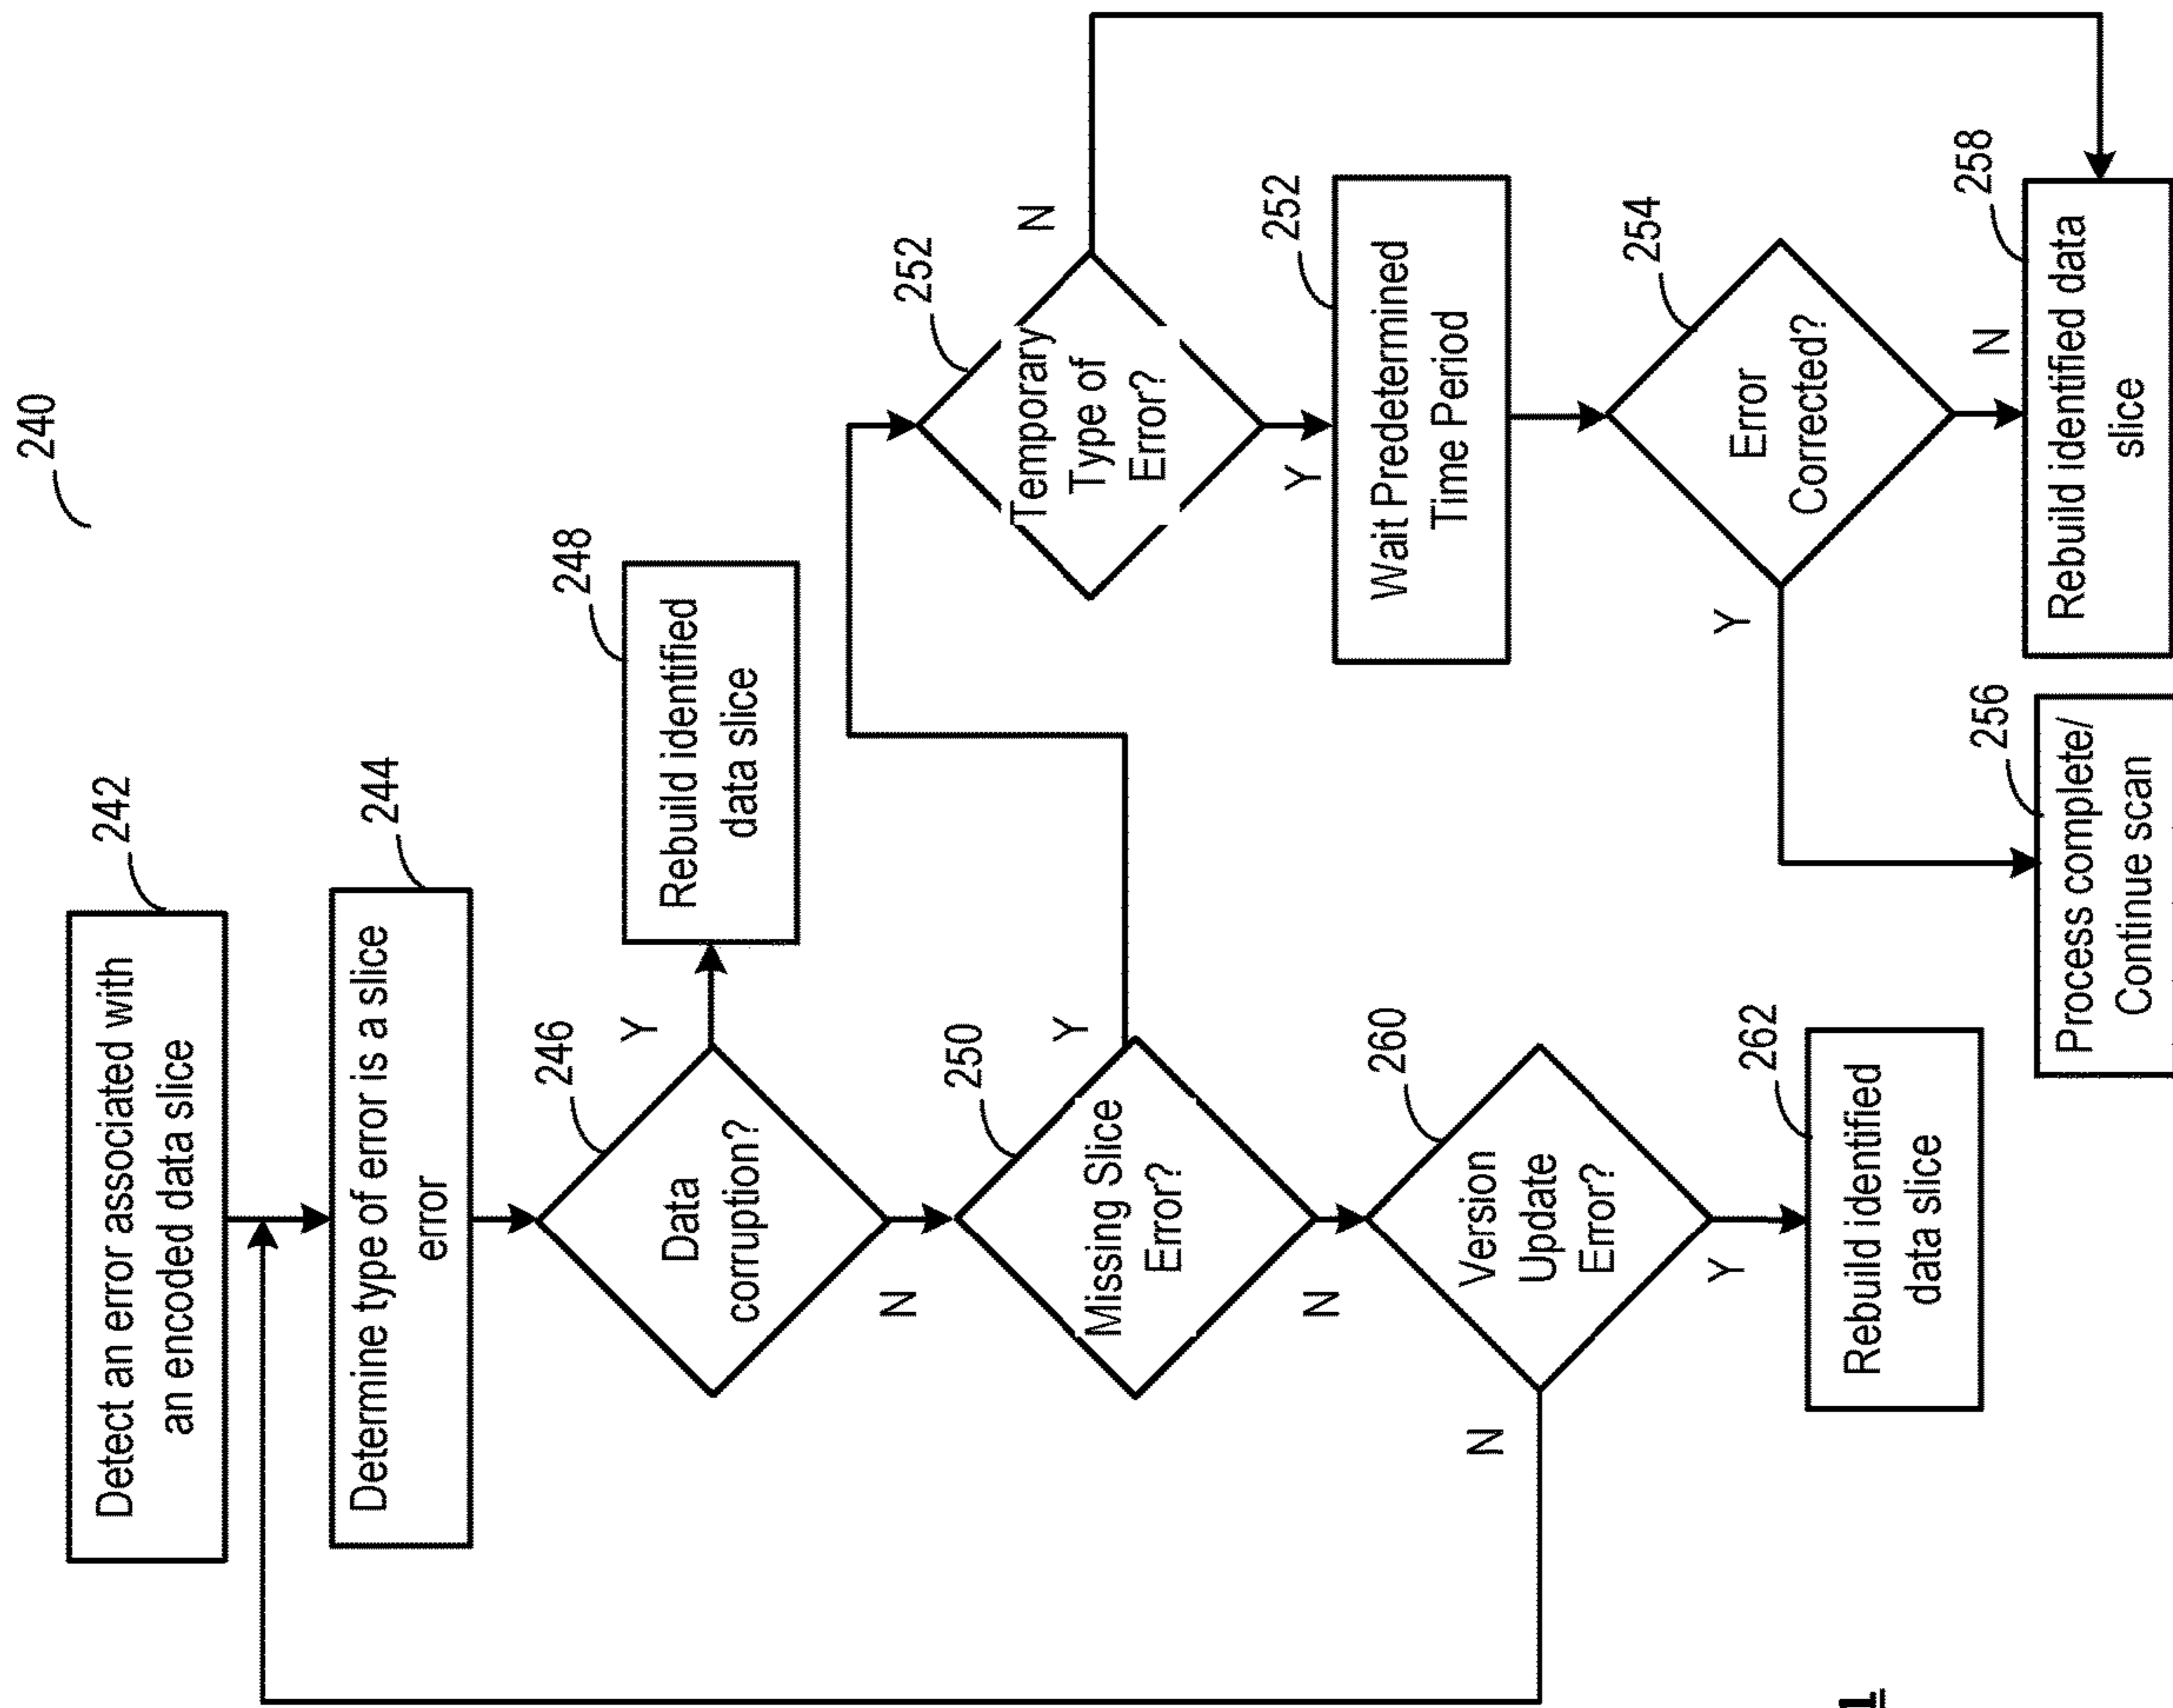 240
242
Detect an error associated with
an encoded data slice
244
Determine type of error is a slice
error
246
Data
corruption?
Y
N
248
Rebuild identified
data slice
250
Missing Slice
Error?
Y
N
252
Temporary
Type of
Error?
N
Y
252
Wait Predetermined
Time Period
254
Error
Corrected?
Y
N
256
Process complete/
Continue scan
258
Rebuild identified data
slice
260
Version
Update
Error?
N
Y
262
Rebuild identified
data slice